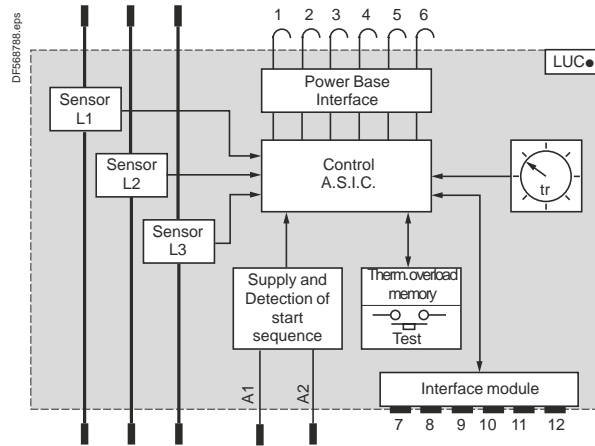 DF568788.eps
1 2 3 4 5 6
LUC●
Power Base
Interface
Sensor
L1
Sensor
L2
Sensor
L3
Control
A.S.I.C.
tr
Supply and
Detection of
start
sequence
Therm.overload
memory
Test
A1
A2
Interface module
7 8 9 10 11 12